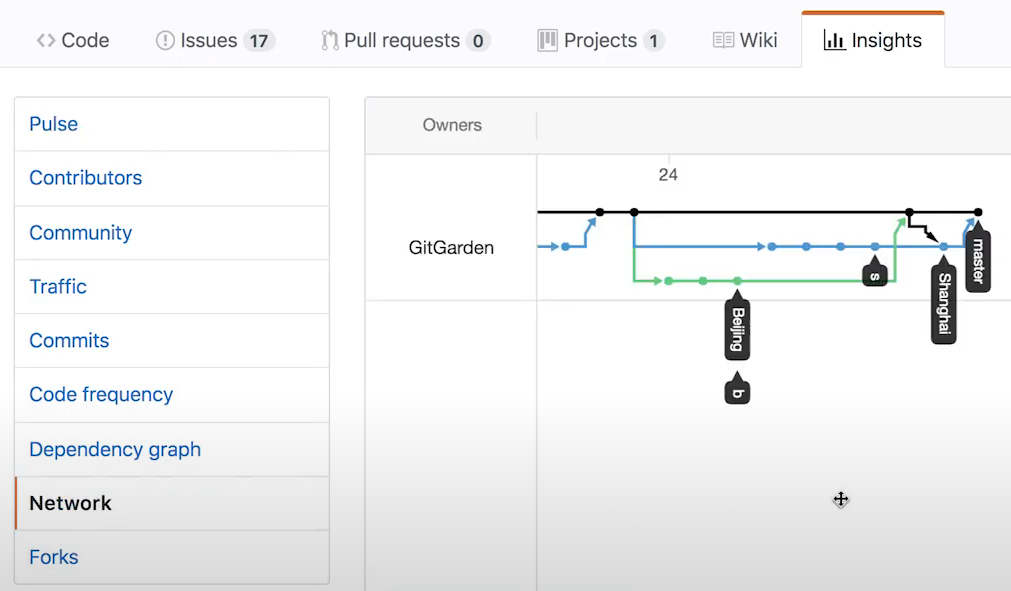 Code
Issues 17
Pull requests 0
Projects 1
Wiki
Insights
Pulse
Contributors
Community
Traffic
Commits
Code frequency
Dependency graph
Network
Forks
Owners
24
GitGarden
master
s
Shanghai
Beijing
b